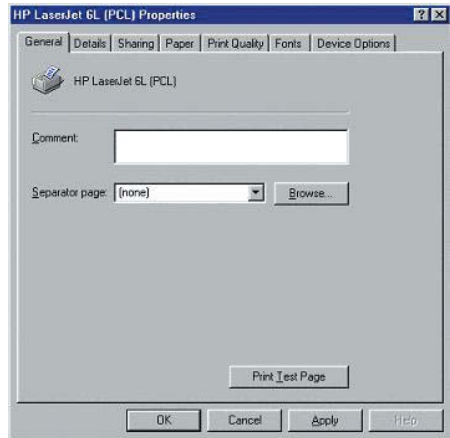 HP LaserJet 6L (PCL) Properties
General Details Sharing Paper Print Quality Fonts Device Options
HP LaserJet 6L (PCL)
Comment:
Separator page: (none) Browse...
Print Test Page
OK Cancel Apply Help